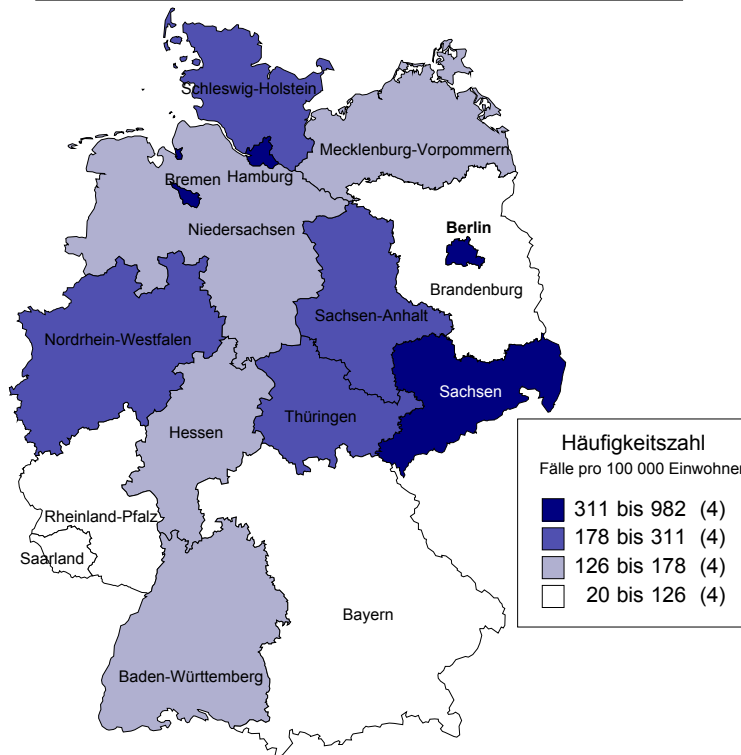 Schleswig-Holstein
Mecklenburg-Vorpommern
Hamburg
Bremen
Niedersachsen
Berlin
Brandenburg
Sachsen-Anhalt
Nordrhein-Westfalen
Sachsen
Thüringen
Hessen
Häufigkeitszahl
Fälle pro 100 000 Einwohner
311 bis 982 (4)
178 bis 311 (4)
126 bis 178 (4)
20 bis 126 (4)
Rheinland-Pfalz
Saarland
Bayern
Baden-Württemberg